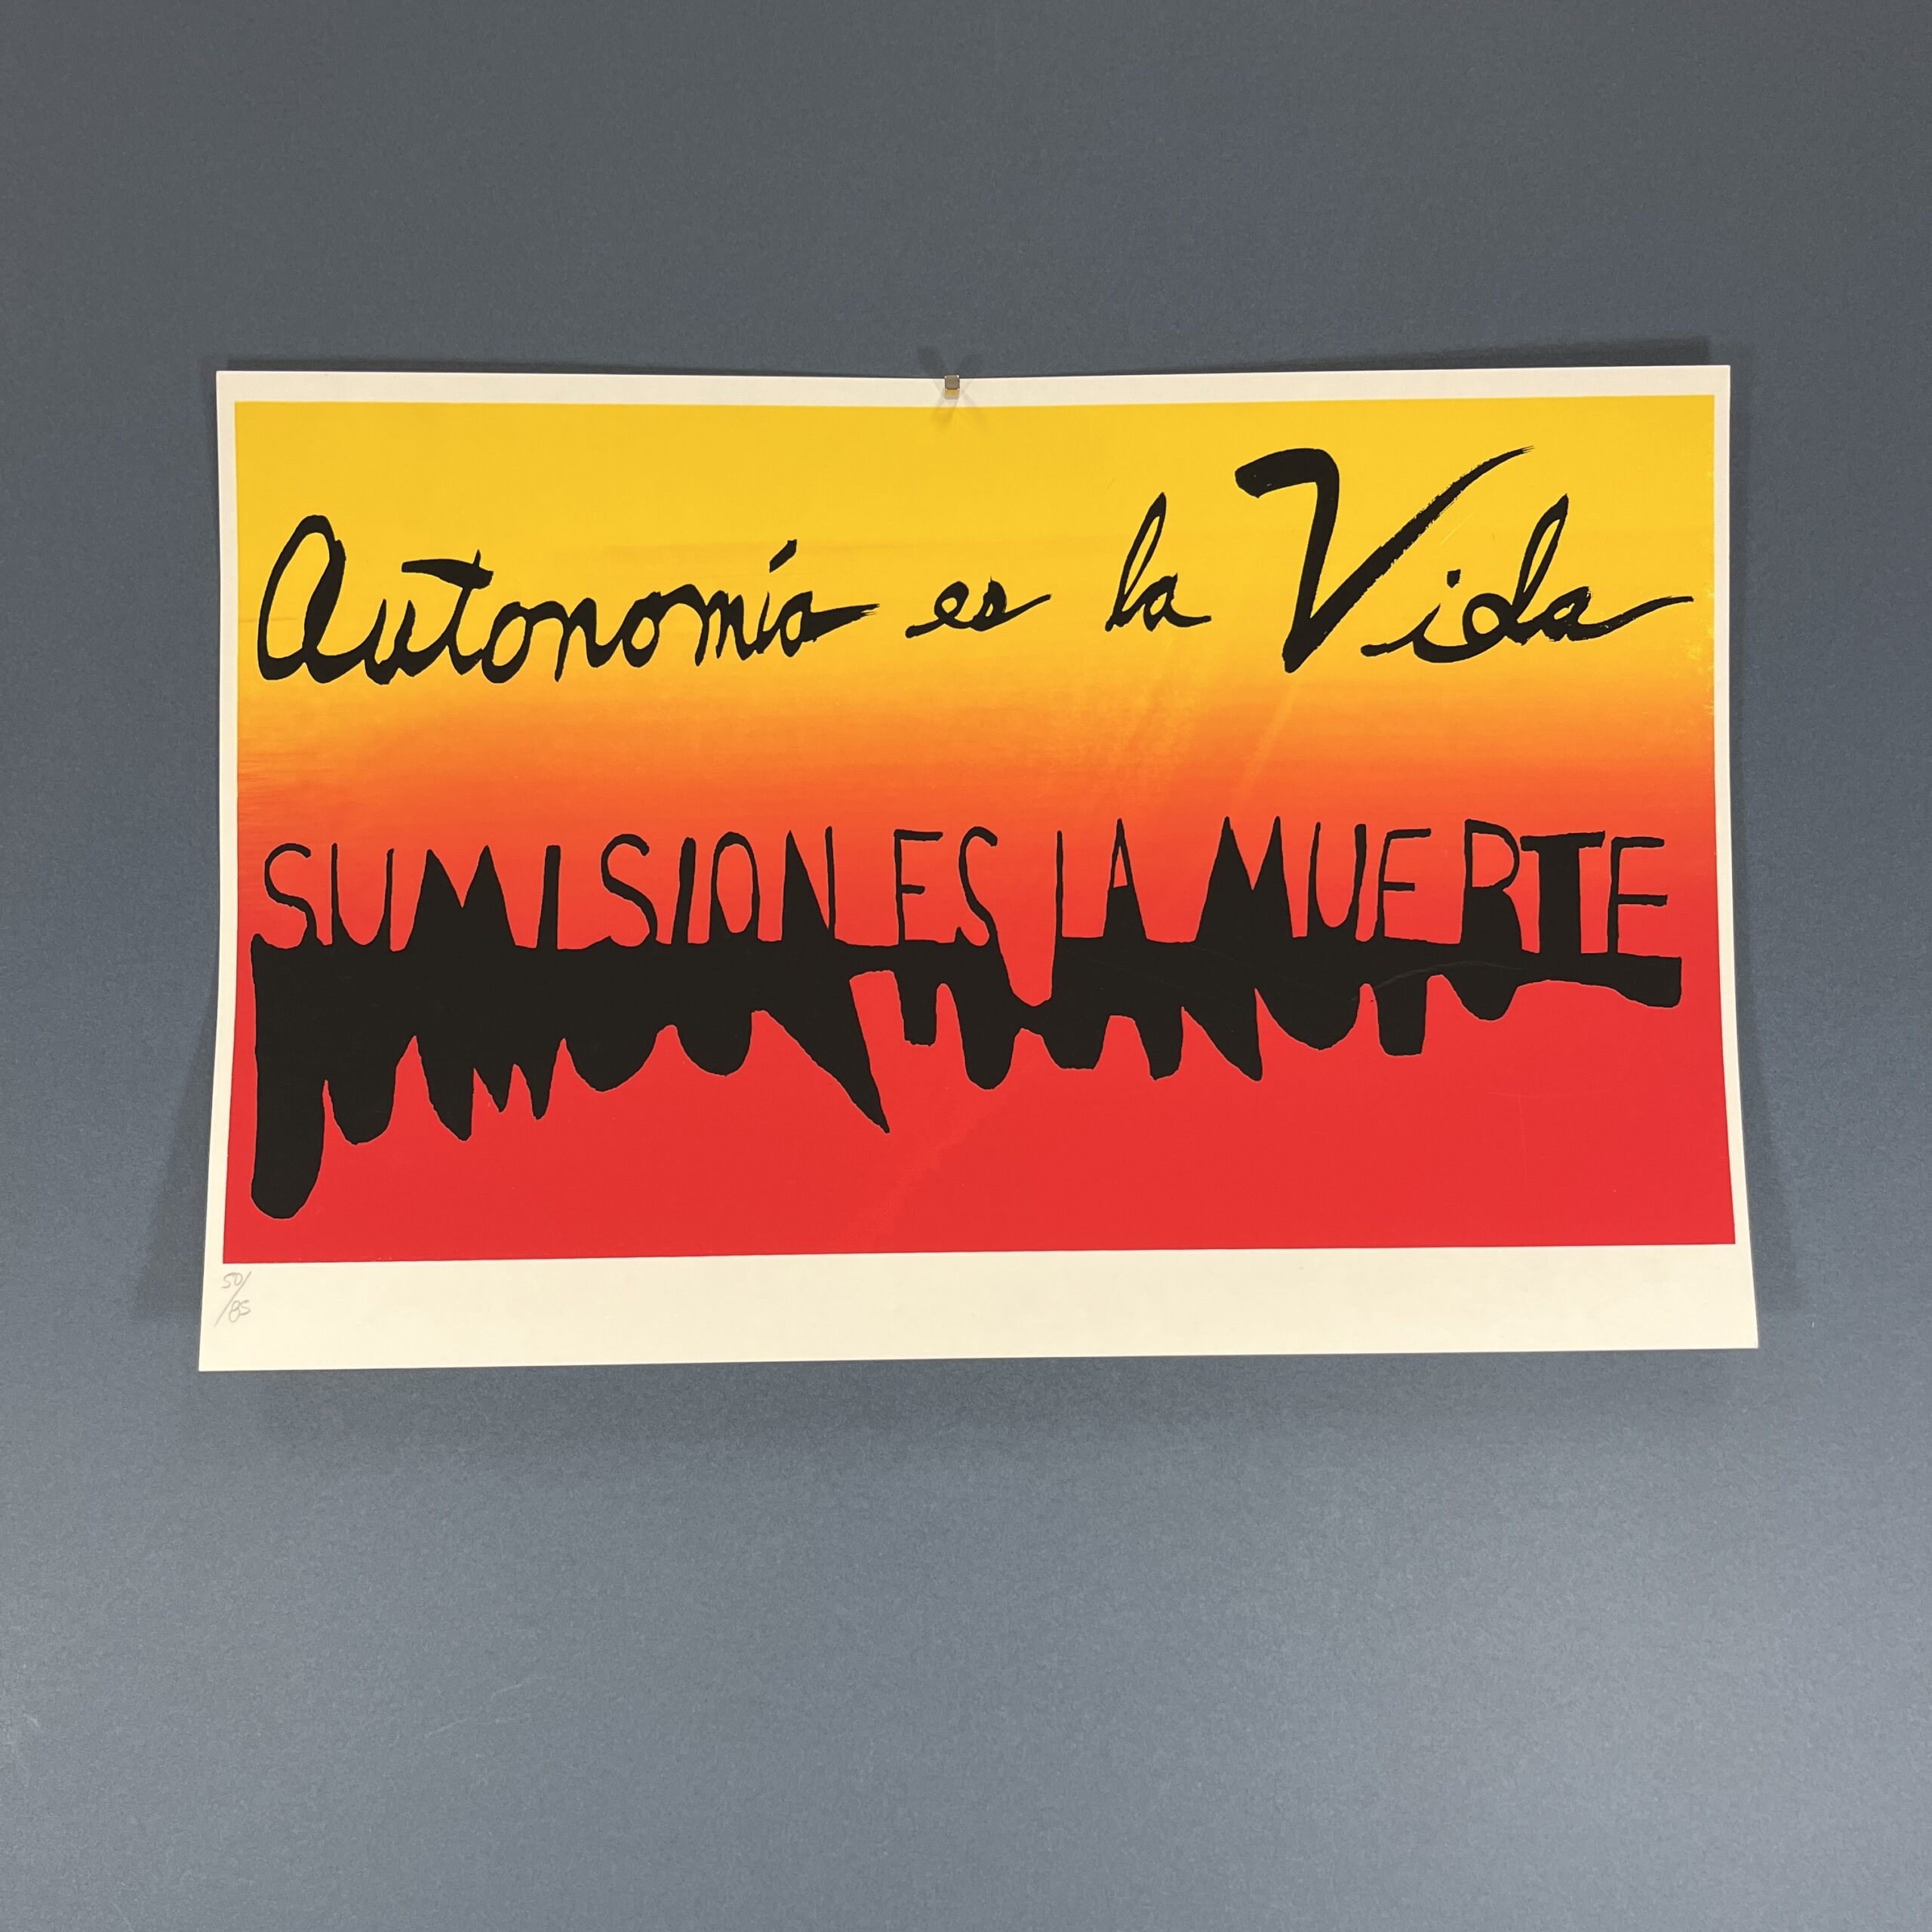 Autonomía es la Vida
SUMISION ES LA MUERTE
50/
/85